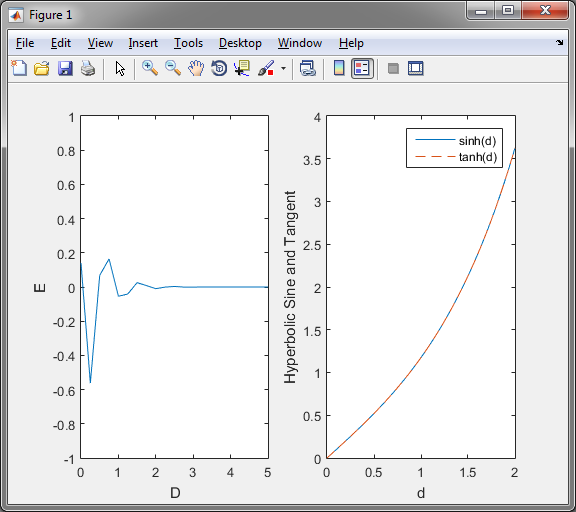 Figure 1
File Edit View Insert Tools Desktop Window Help
1
0.8
0.6
0.4
0.2
0
-0.2
-0.4
-0.6
-0.8
-1
E
0 1 2 3 4 5
D
4
3.5
3
2.5
2
1.5
1
0.5
0
Hyperbolic Sine and Tangent
sinh(d)
tanh(d)
0 0.5 1 1.5 2
d